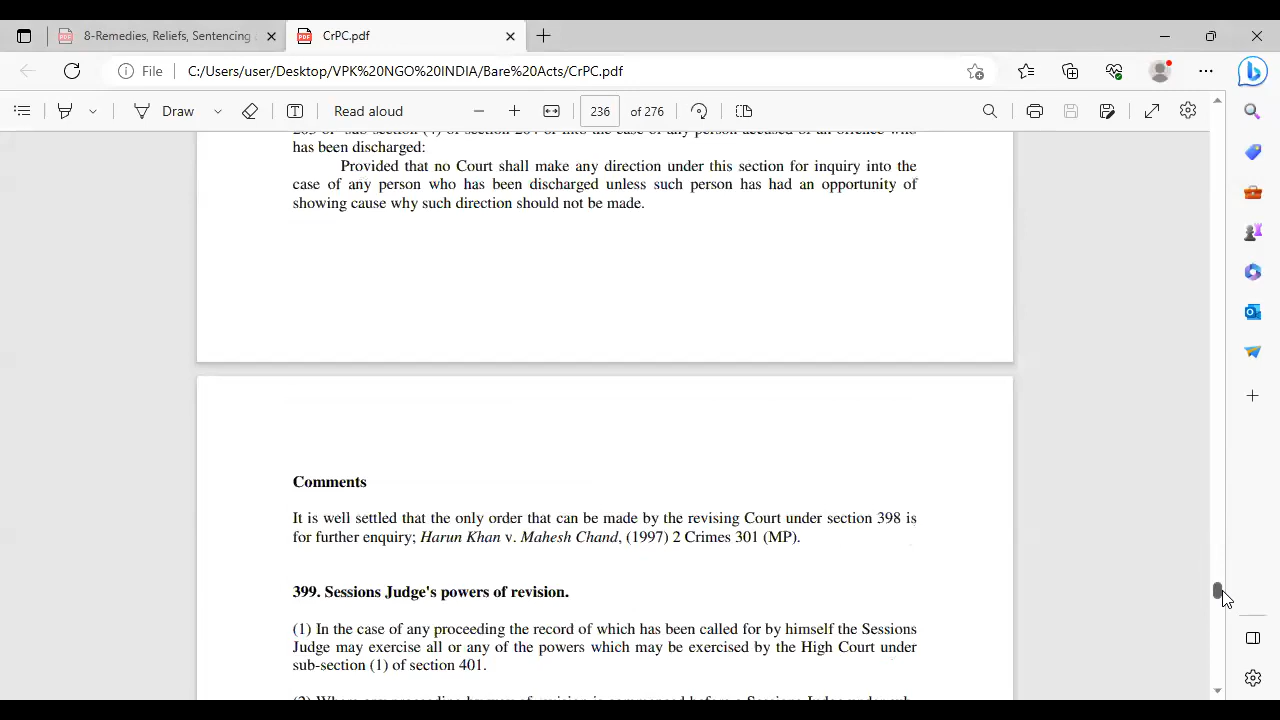 8-Remedies, Reliefs, Sentencing
CrPC.pdf
File
C:/Users/user/Desktop/VPK%20NGO%20INDIA/Bare%20Acts/CrPC.pdf
Draw
Read aloud
236
of 276
has been discharged:
Provided that no Court shall make any direction under this section for inquiry into the
case of any person who has been discharged unless such person has had an opportunity of
showing cause why such direction should not be made.
Comments
It is well settled that the only order that can be made by the revising Court under section 398 is
for further enquiry; Harun Khan v. Mahesh Chand, (1997) 2 Crimes 301 (MP).
399. Sessions Judge's powers of revision.
(1) In the case of any proceeding the record of which has been called for by himself the Sessions
Judge may exercise all or any of the powers which may be exercised by the High Court under
sub-section (1) of section 401.